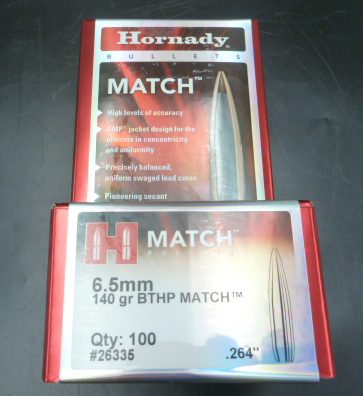 Hornady®
BULLETS
MATCH™
High levels of accuracy
AMP® jacket design for the
ultimate in concentricity
and uniformity
Precisely balanced,
uniform swaged lead cores
Pioneering secant
H MATCH™
BULLETS
6.5mm
140 gr BTHP MATCH™
Qty: 100
#26335
.264"